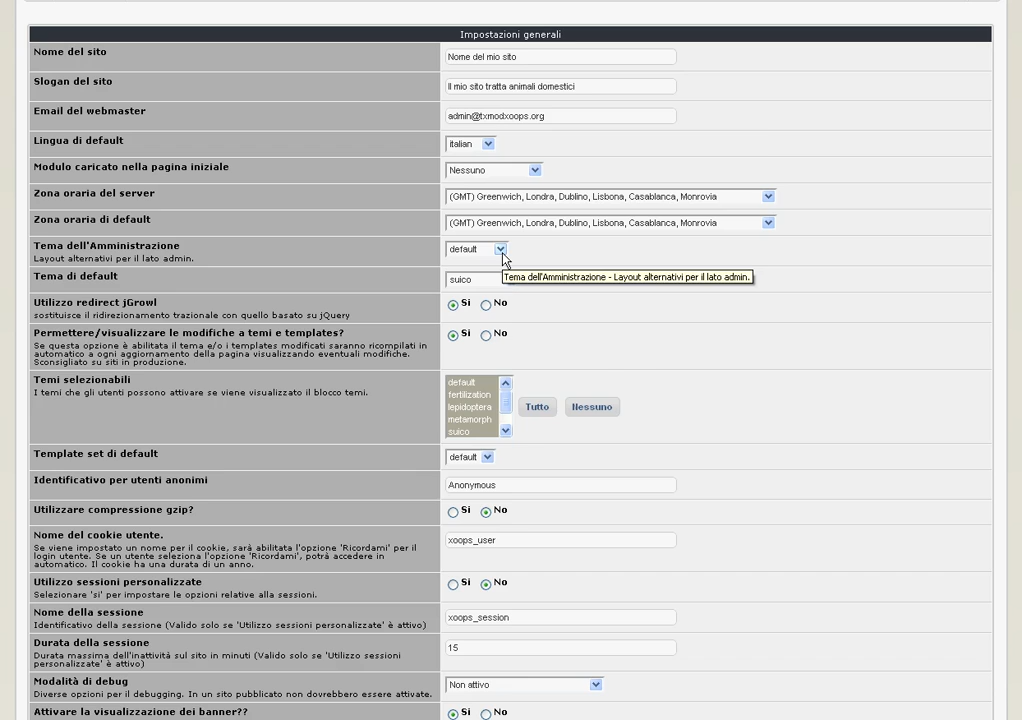 Impostazioni generali
Nome del sito
Nome del mio sito
Slogan del sito
Il mio sito tratta animali domestici
Email del webmaster
admin@txmodxoops.org
Lingua di default
italian
Modulo caricato nella pagina iniziale
Nessuno
Zona oraria del server
(GMT) Greenwich, Londra, Dublino, Lisbona, Casablanca, Monrovia
Zona oraria di default
(GMT) Greenwich, Londra, Dublino, Lisbona, Casablanca, Monrovia
Tema dell'Amministrazione
Layout alternativi per il lato admin.
default
Tema dell'Amministrazione - Layout alternativi per il lato admin.
Tema di default
suico
Utilizzo redirect jGrowl
sostituisce il ridirezionamento trazionale con quello basato su jQuery
Si No
Permettere/visualizzare le modifiche a temi e templates?
Se questa opzione è abilitata il tema e/o i templates modificati saranno ricompilati in
automatico a ogni aggiornamento della pagina visualizzando eventuali modifiche.
Sconsigliato su siti in produzione.
Si No
Temi selezionabili
I temi che gli utenti possono attivare se viene visualizzato il blocco temi.
default
fertilization
lepidoptera
metamorph
suico
Tutto
Nessuno
Template set di default
default
Identificativo per utenti anonimi
Anonymous
Utilizzare compressione gzip?
Si No
Nome del cookie utente.
Se viene impostato un nome per il cookie, sarà abilitata l'opzione 'Ricordami' per il
login utente. Se un utente seleziona l'opzione 'Ricordami', potrà accedere in
automatico. Il cookie ha una durata di un anno.
xoops_user
Utilizzo sessioni personalizzate
Selezionare 'si' per impostare le opzioni relative alla sessioni.
Si No
Nome della sessione
Identificativo della sessione (Valido solo se 'Utilizzo sessioni personalizzate' è attivo)
xoops_session
Durata della sessione
Durata massima dell'inattività sul sito in minuti (Valido solo se 'Utilizzo sessioni
personalizzate' è attivo)
15
Modalità di debug
Diverse opzioni per il debugging. In un sito pubblicato non dovrebbero essere attivate.
Non attivo
Attivare la visualizzazione dei banner??
Si No